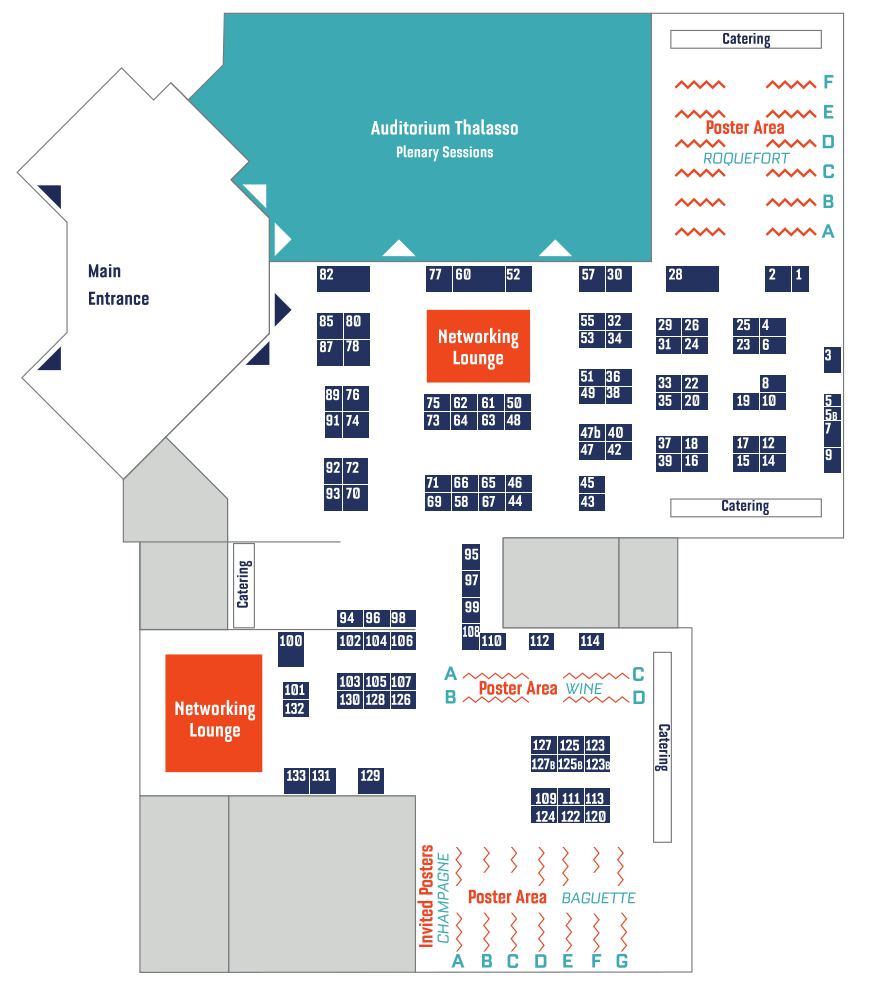 Catering
F
Auditorium Thalasso
Plenary Sessions
E
Poster Area
D
ROQUEFORT
C
B
A
Main
Entrance
82 77 60 52 57 30 28 2 1
85 80 55 32 29 26 25 4
Networking
Lounge
53 34 31 24 23 6
87 78
3
51 36 33 22 8
89 76 49 38
75 62 61 50 35 20 19 10 5
5B
91 74 73 64 63 48 47b 40 7
47 42 37 18 17 12
92 72 39 16 15 14 9
71 66 65 46 45
93 70 69 58 67 44 43
Catering
95
Catering
97
99
94 96 98
108
100 102 104 106 110 112 114
A C
Poster Area WINE
B D
103 105 107
101
130 128 126
132
Networking
Lounge
Catering
127 125 123
127B 125B 123B
133 131 129
109 111 113
124 122 120
Invited Posters
CHAMPAGNE
Poster Area BAGUETTE
A B C D E F G